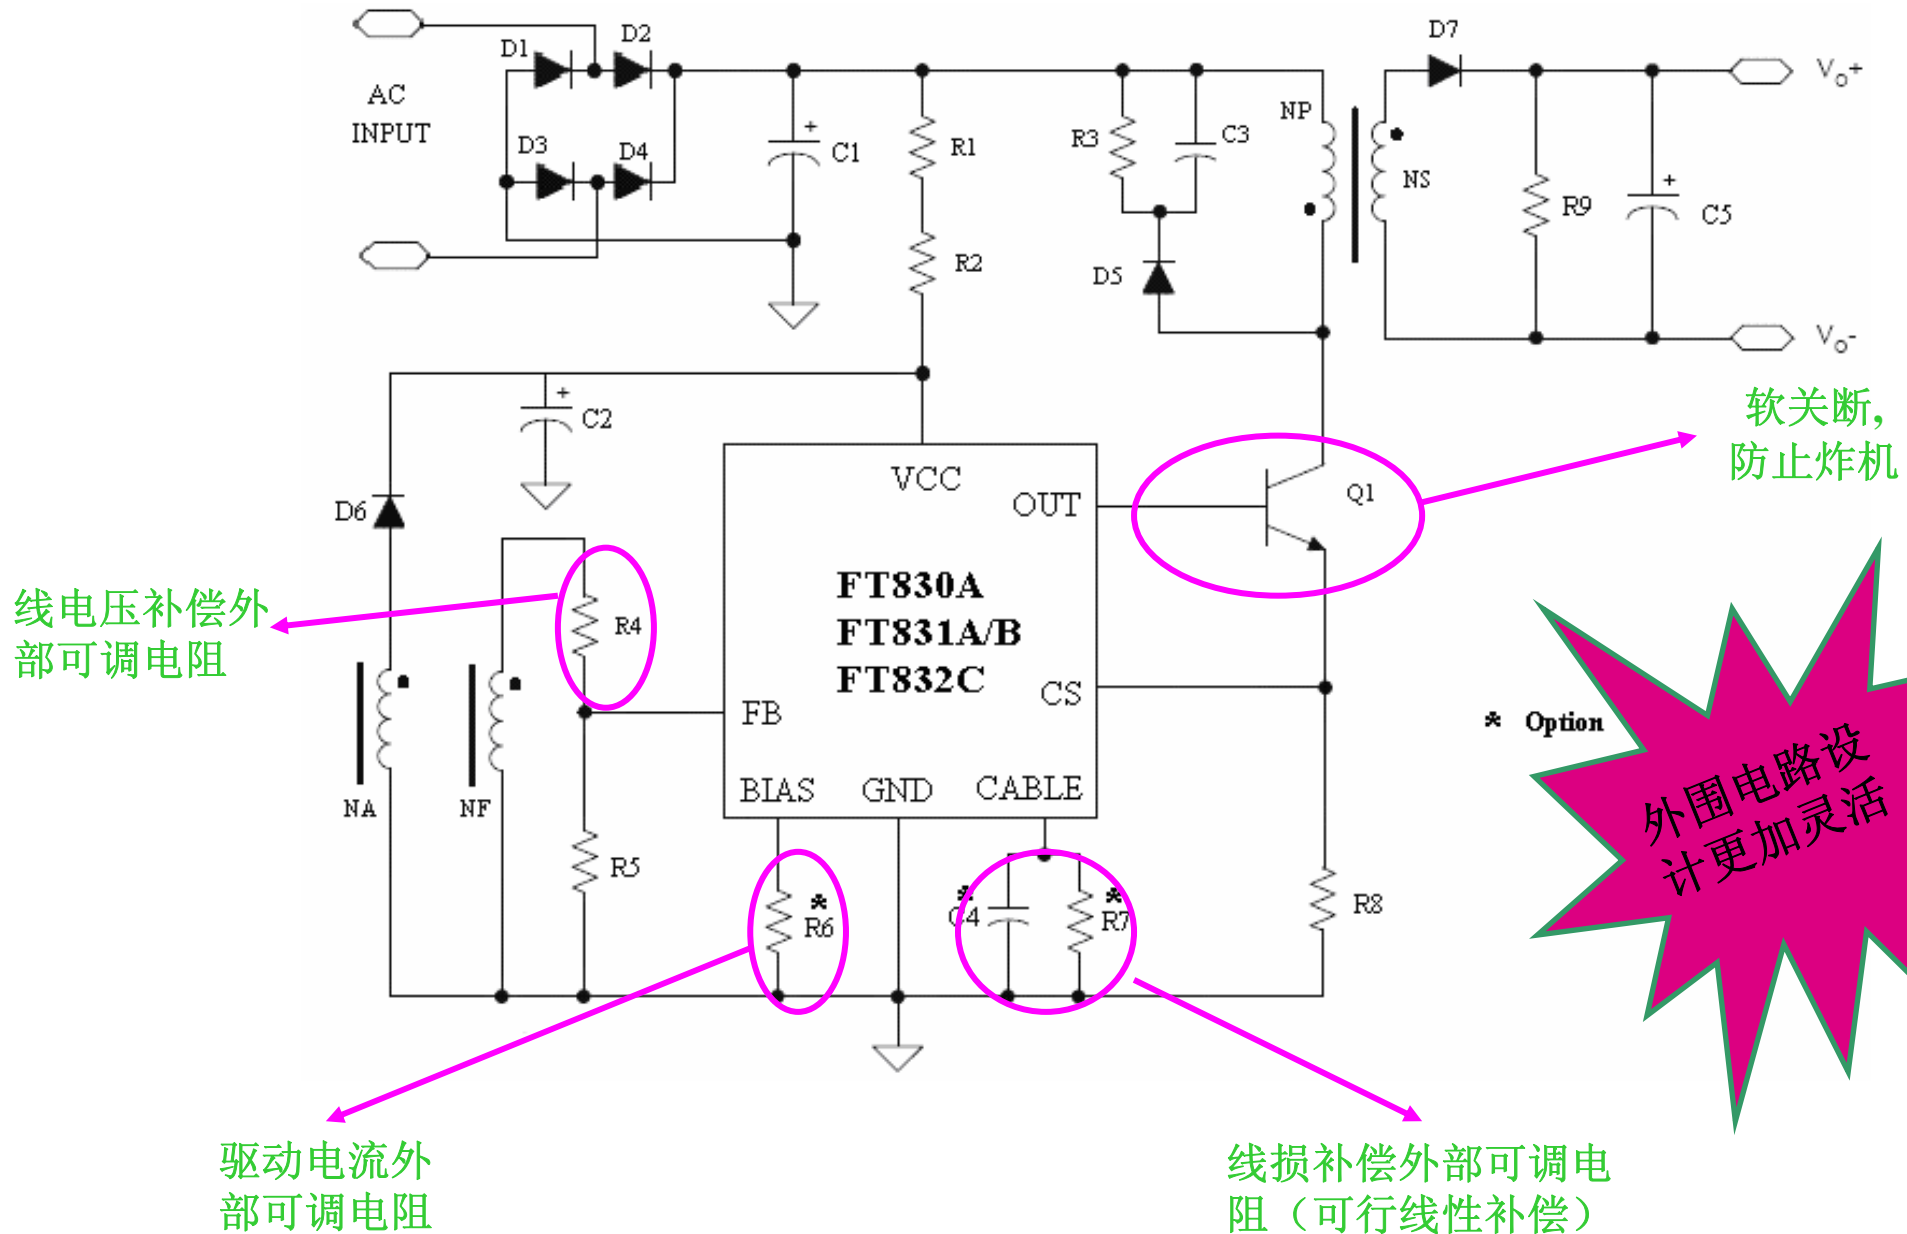 D1
D2
D7
AC
INPUT
D3
D4
+
C1
R1
R3
C3
NP
NS
R9
+
C5
Vo+
R2
D5
Vo-
+
C2
软关断,
防止炸机
VCC
OUT
Q1
D6
FT830A
FT831A/B
FT832C
线电压补偿外
部可调电阻
R4
FB
CS
* Option
NA
NF
BIAS
GND
CABLE
外围电路设
计更加灵活
R5
*
R6
*
C4
*
R7
R8
驱动电流外
部可调电阻
线损补偿外部可调电
阻（可行线性补偿）